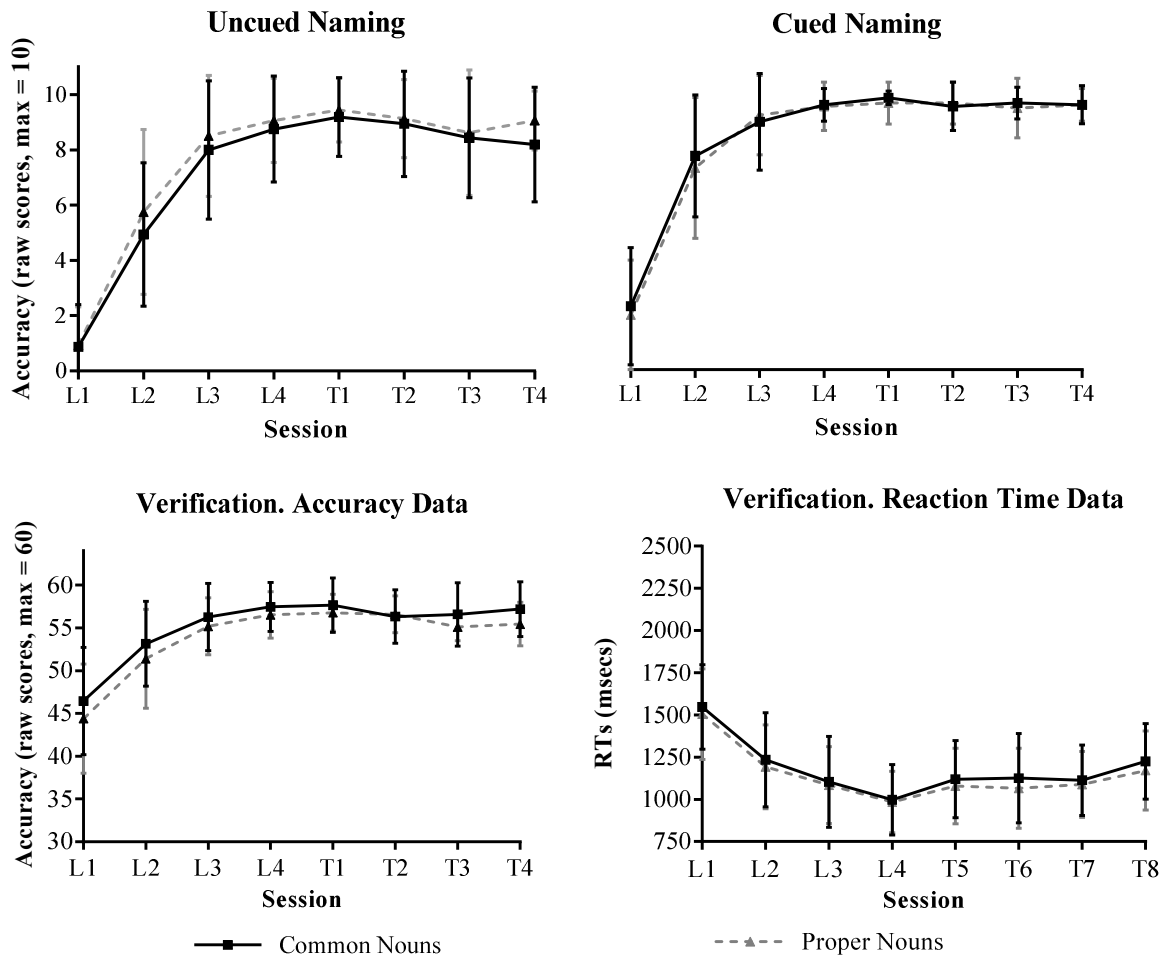 Uncued Naming
Accuracy (raw scores, max = 10)
10
8
6
4
2
0
L1 L2 L3 L4 T1 T2 T3 T4
Session
Cued Naming
L1 L2 L3 L4 T1 T2 T3 T4
Session
Verification. Accuracy Data
Accuracy (raw scores, max = 60)
60
55
50
45
40
35
30
L1 L2 L3 L4 T1 T2 T3 T4
Session
Verification. Reaction Time Data
RTs (msecs)
2500
2250
2000
1750
1500
1250
1000
750
L1 L2 L3 L4 T5 T6 T7 T8
Session
Common Nouns
Proper Nouns